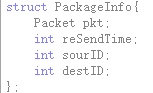 struct PackageInfo{
    Packet pkt;
    int reSendTime;
    int sourID;
    int destID;
};